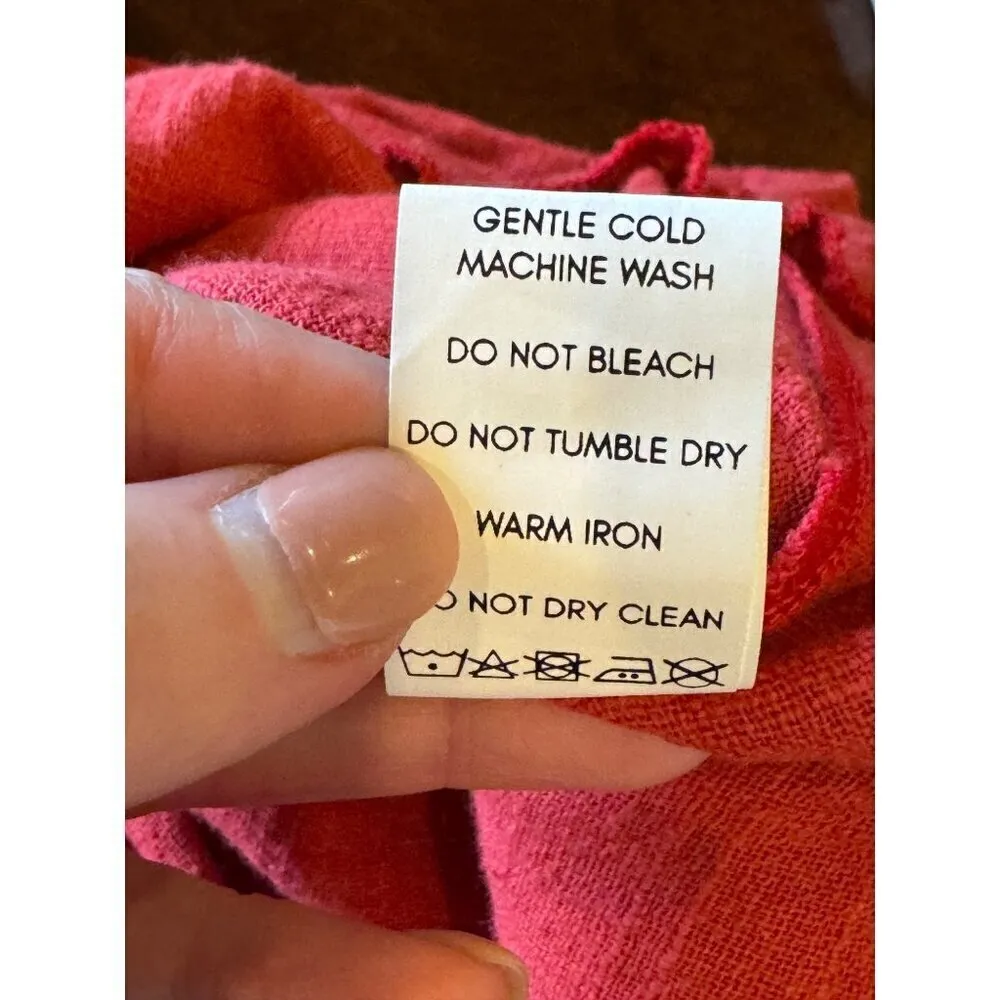 GENTLE COLD
MACHINE WASH
DO NOT BLEACH
DO NOT TUMBLE DRY
WARM IRON
NOT DRY CLEAN